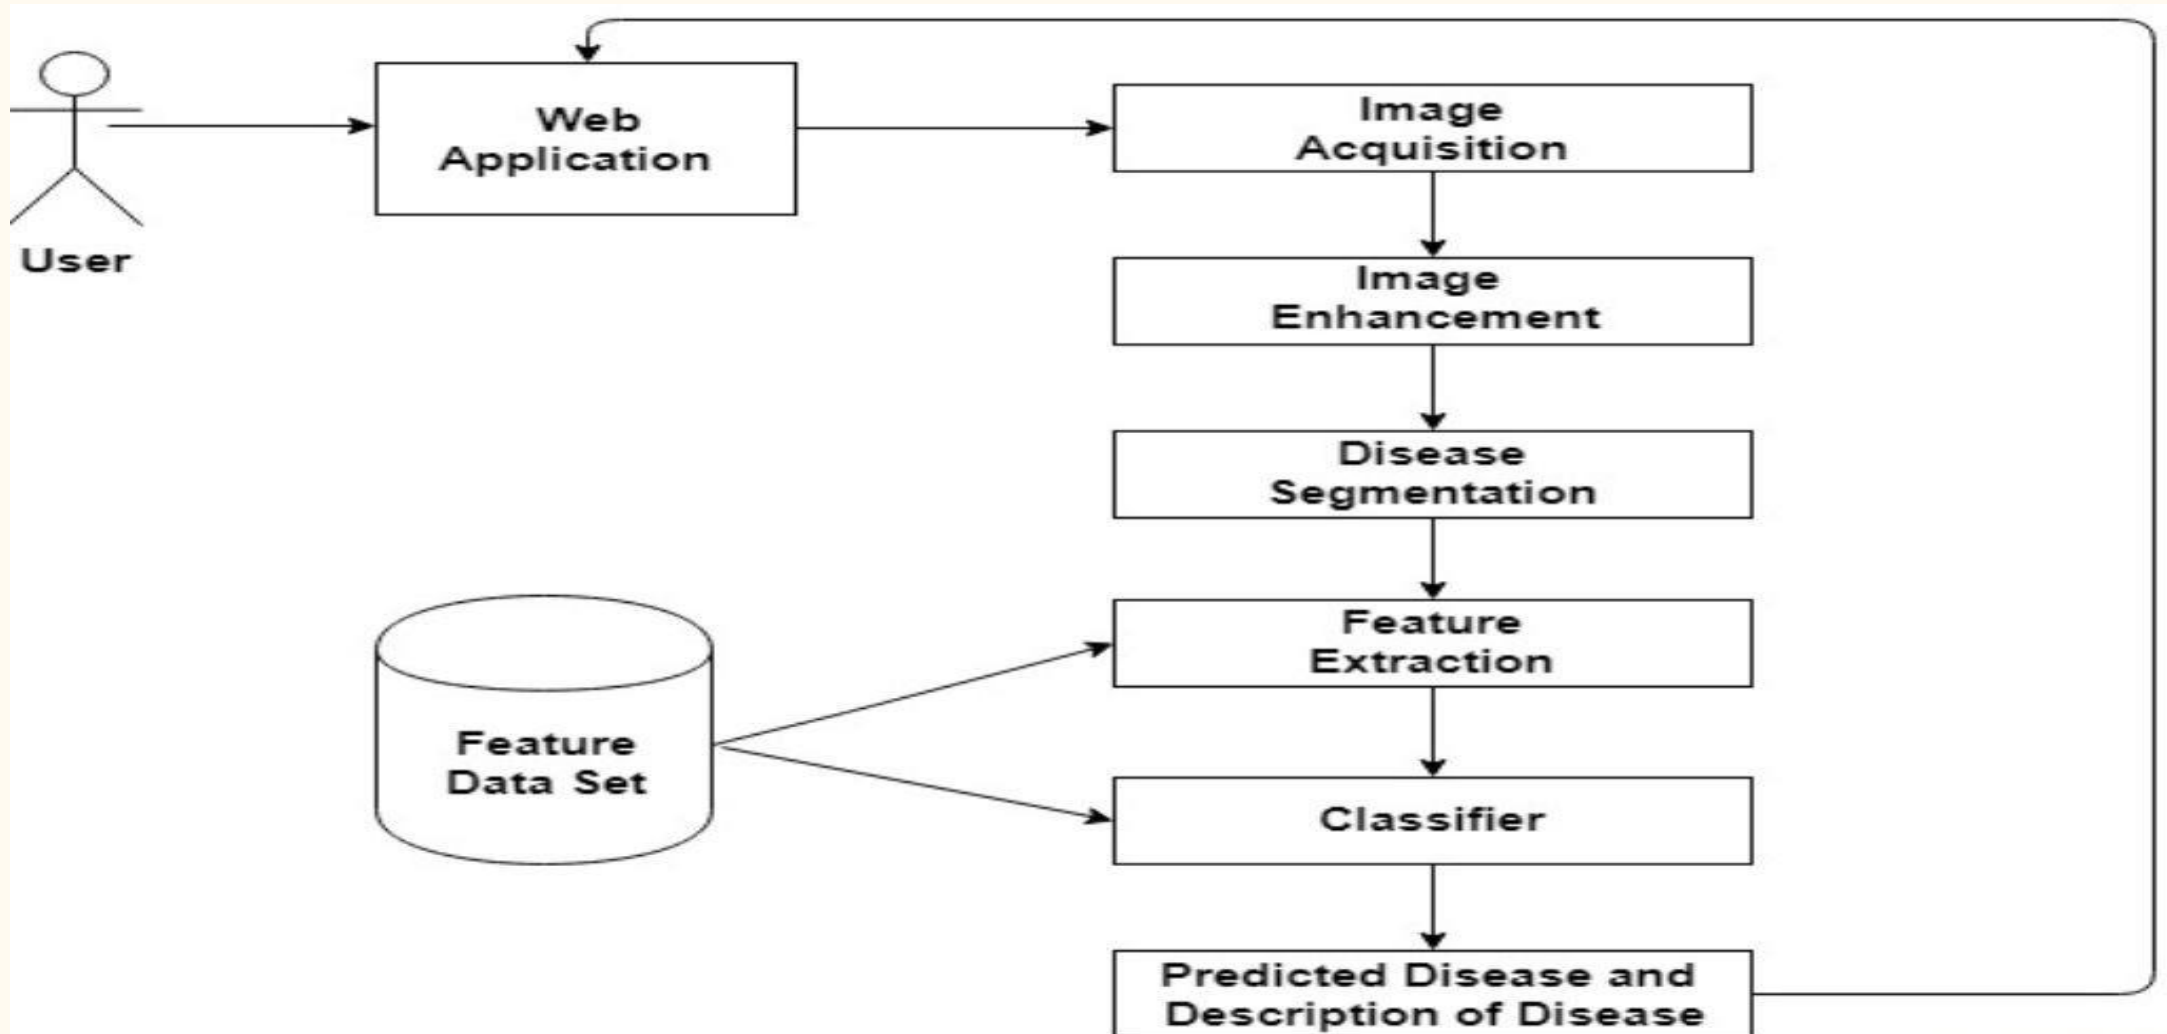 Web
Application
User
Image
Acquisition
Image
Enhancement
Disease
Segmentation
Feature
Extraction
Feature
Data Set
Classifier
Predicted Disease and
Description of Disease